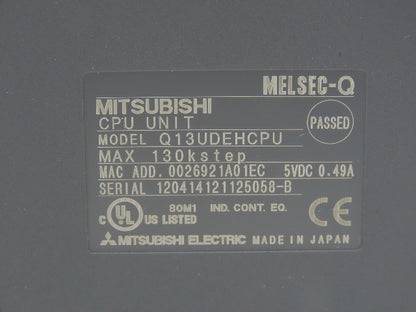 MELSEC-Q
MITSUBISHI
CPU UNIT
PASSED
MODEL Q13UDEHCPU
MAX 130kstep
MAC ADD. 0026921A01EC 5VDC 0.49A
SERIAL 120414121125058-B
C UL US LISTED 80M1 IND. CONT. EQ. CE
MITSUBISHI ELECTRIC MADE IN JAPAN